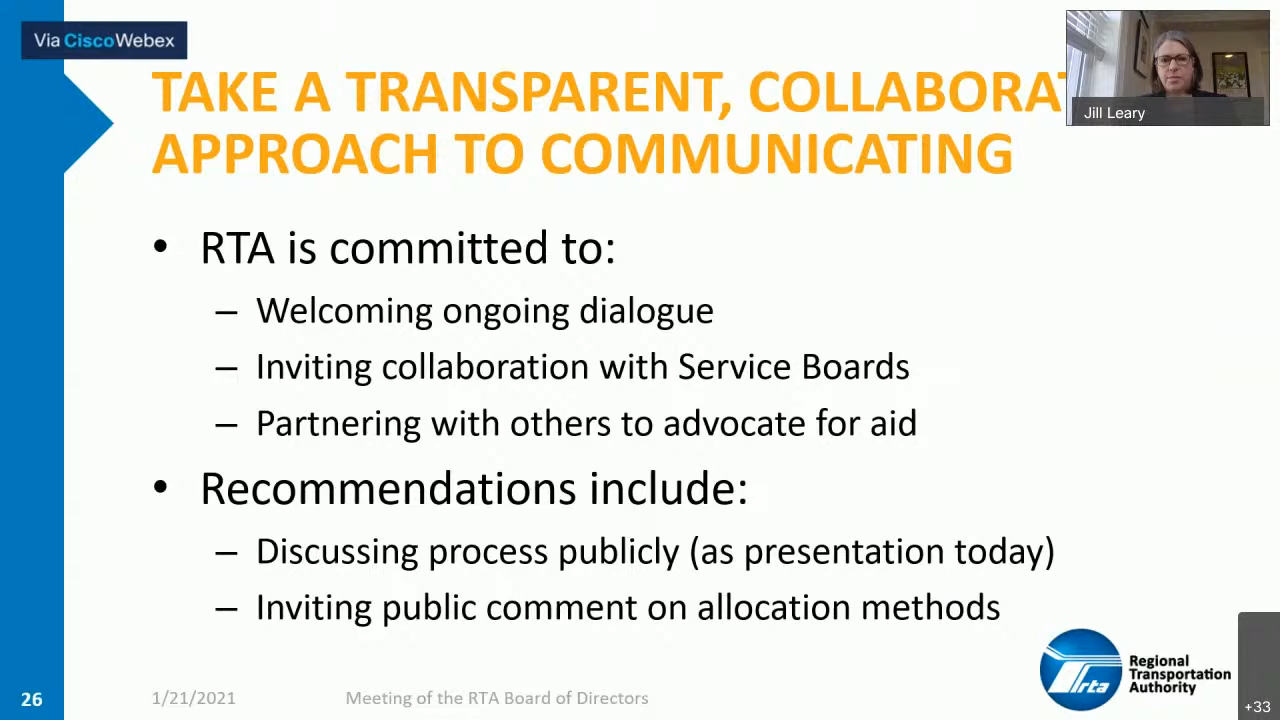 Via CiscoWebex
TAKE A TRANSPARENT, COLLABORAT
APPROACH TO COMMUNICATING
Jill Leary
• RTA is committed to:
– Welcoming ongoing dialogue
– Inviting collaboration with Service Boards
– Partnering with others to advocate for aid
• Recommendations include:
– Discussing process publicly (as presentation today)
– Inviting public comment on allocation methods
rta
Regional
Transportation
Authority
26
1/21/2021
Meeting of the RTA Board of Directors
+33